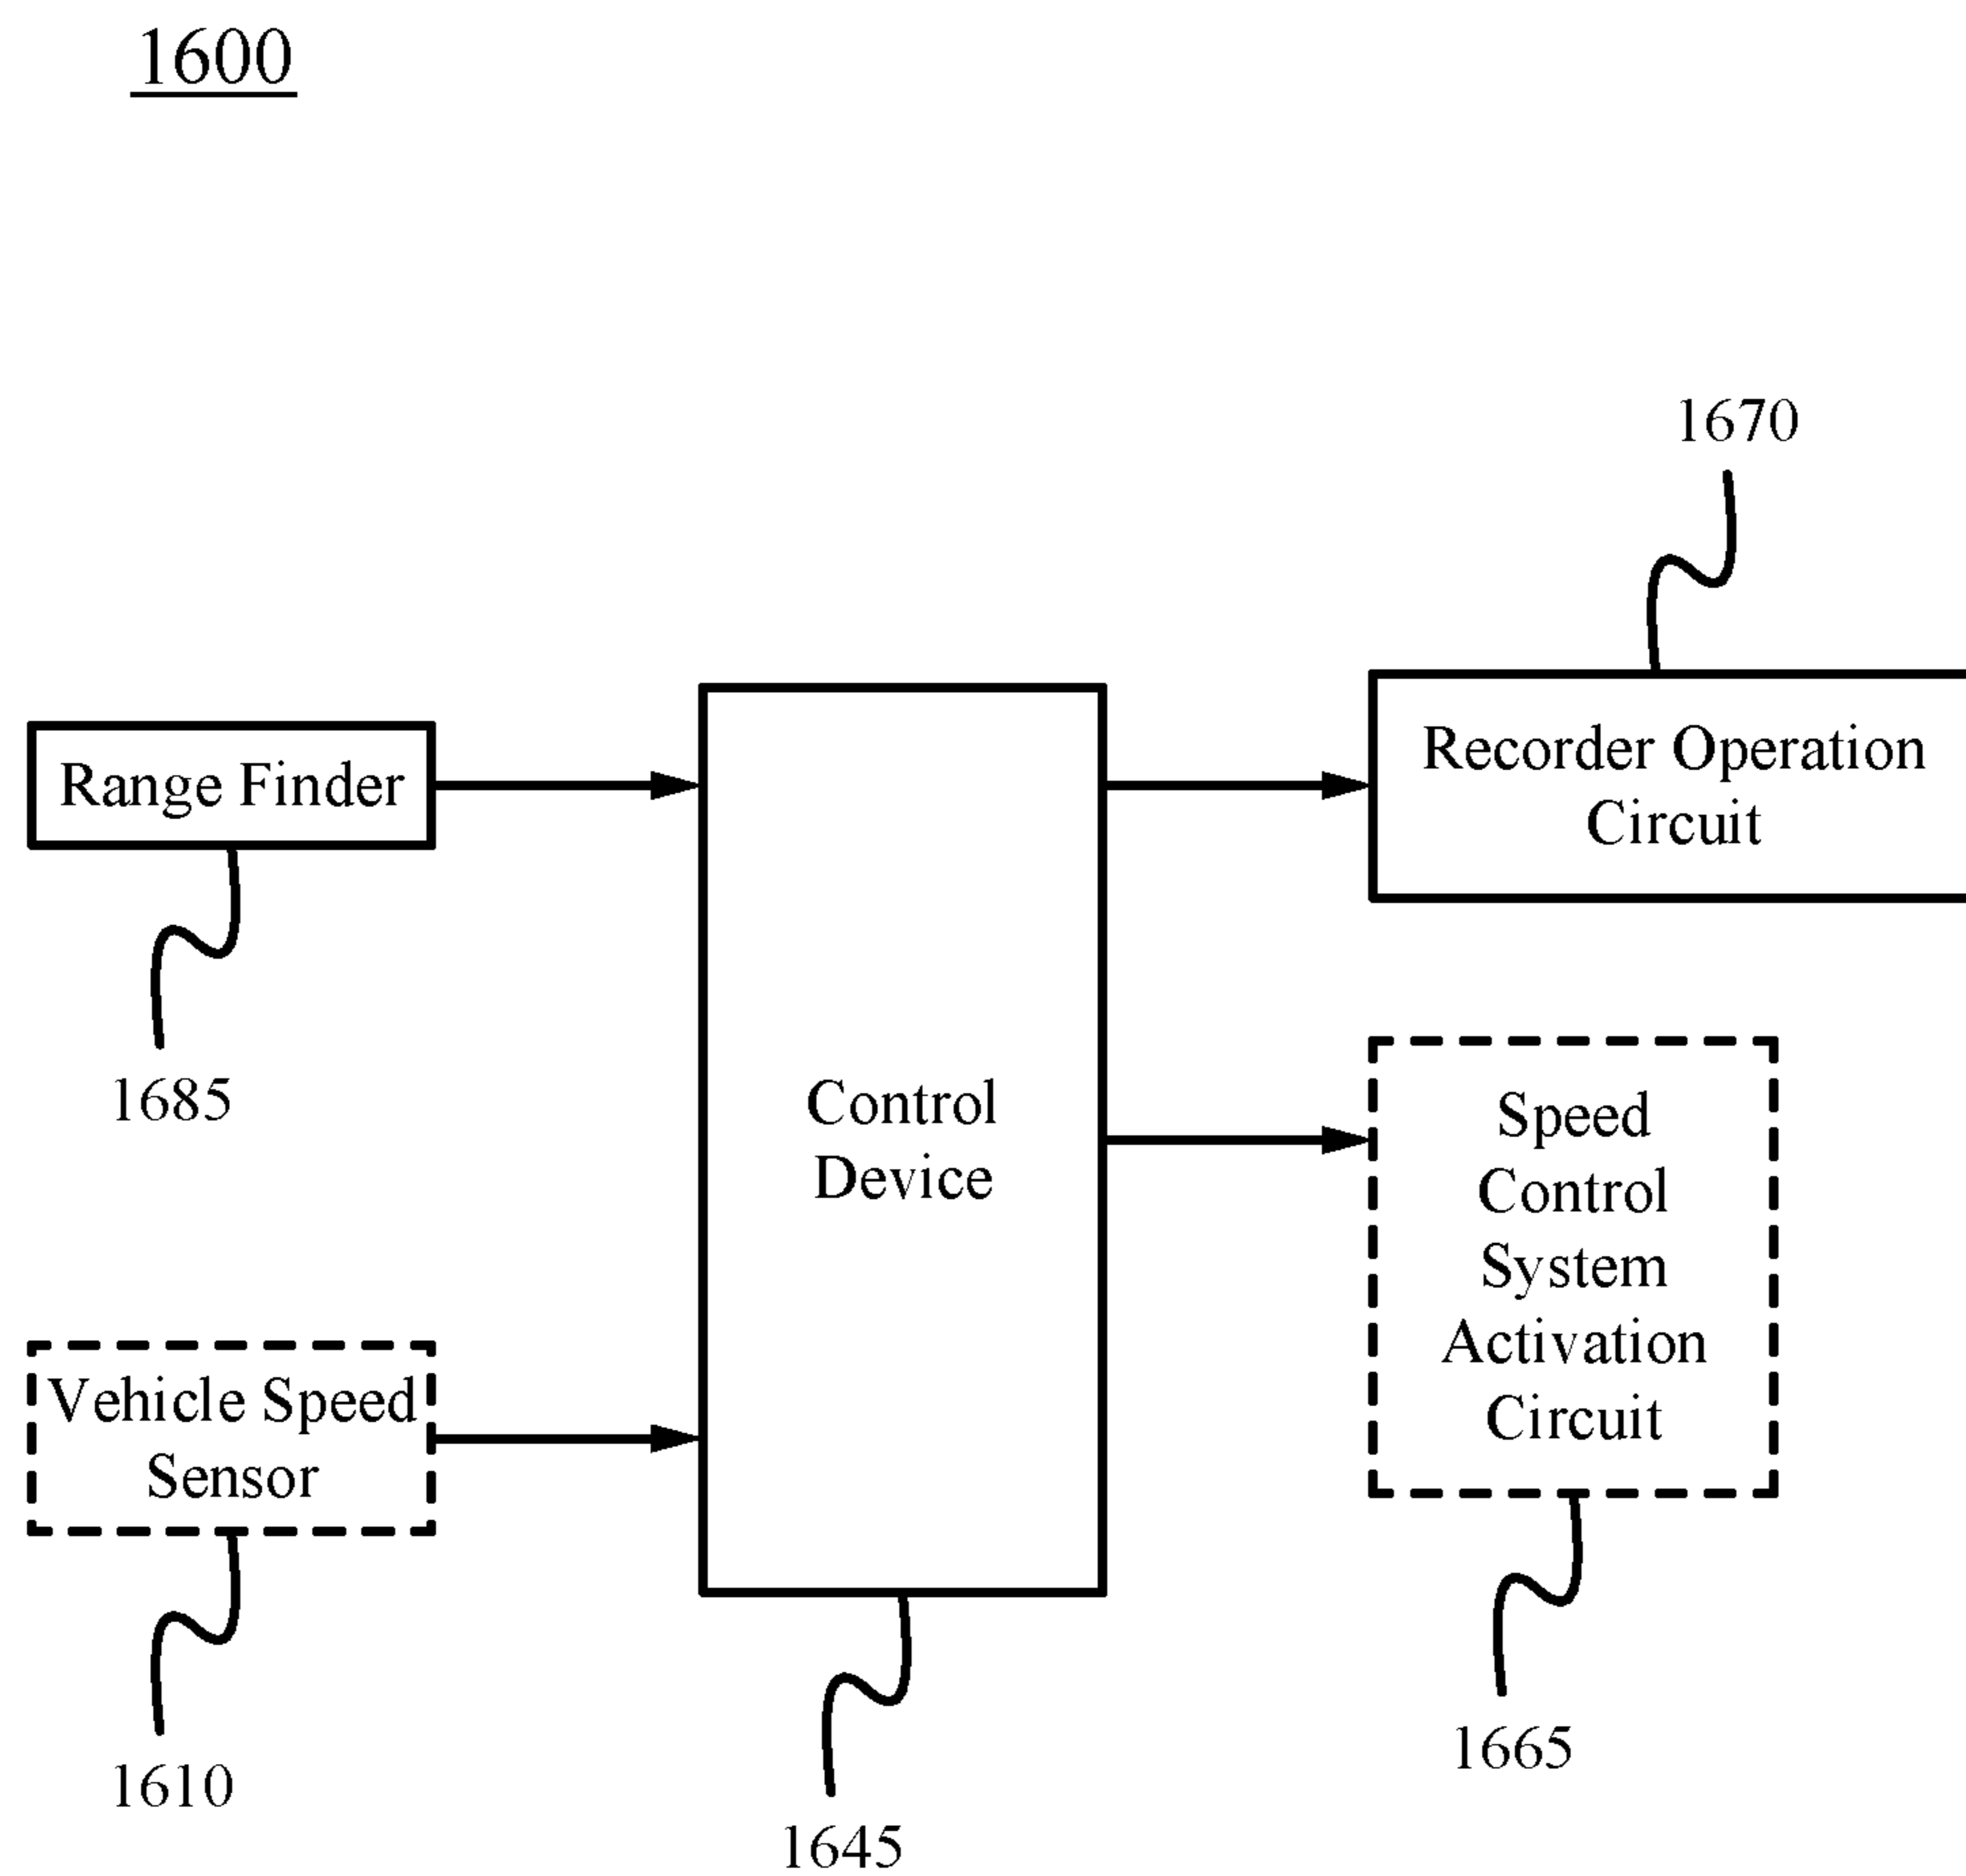 1600
1670
Range Finder
Recorder Operation
Circuit
1685
Control
Device
Speed
Control
System
Activation
Circuit
Vehicle Speed
Sensor
1610
1645
1665